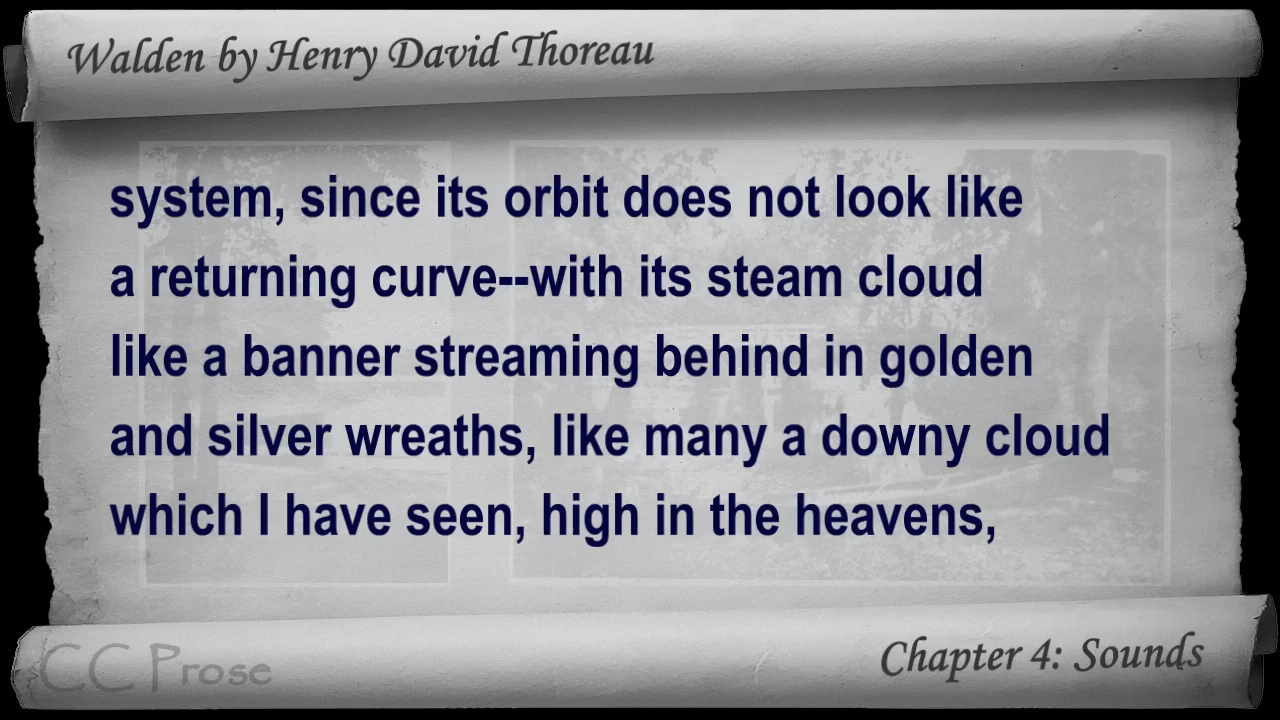 Walden by Henry David Thoreau
system, since its orbit does not look like
a returning curve--with its steam cloud
like a banner streaming behind in golden
and silver wreaths, like many a downy cloud
which I have seen, high in the heavens,
CC Prose
Chapter 4: Sounds